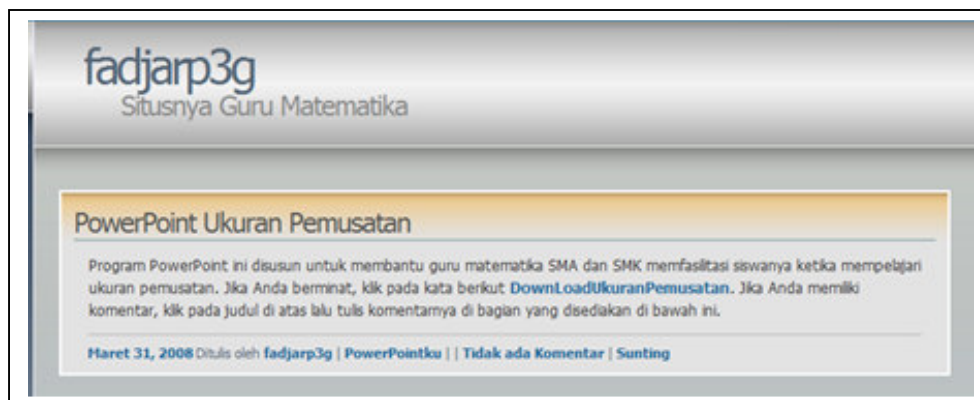 fadjarp3g
Situsnya Guru Matematika
PowerPoint Ukuran Pemusatan
Program PowerPoint ini disusun untuk membantu guru matematika SMA dan SMK memfasilitasi siswanya ketika mempelajari
ukuran pemusatan. Jika Anda berminat, klik pada kata berikut DownLoadUkuranPemusatan. Jika Anda memiliki
komentar, klik pada judul di atas lalu tulis komentarnya di bagian yang disediakan di bawah ini.
Maret 31, 2008 Ditulis oleh fadjarp3g | PowerPointku | | Tidak ada Komentar | Sunting